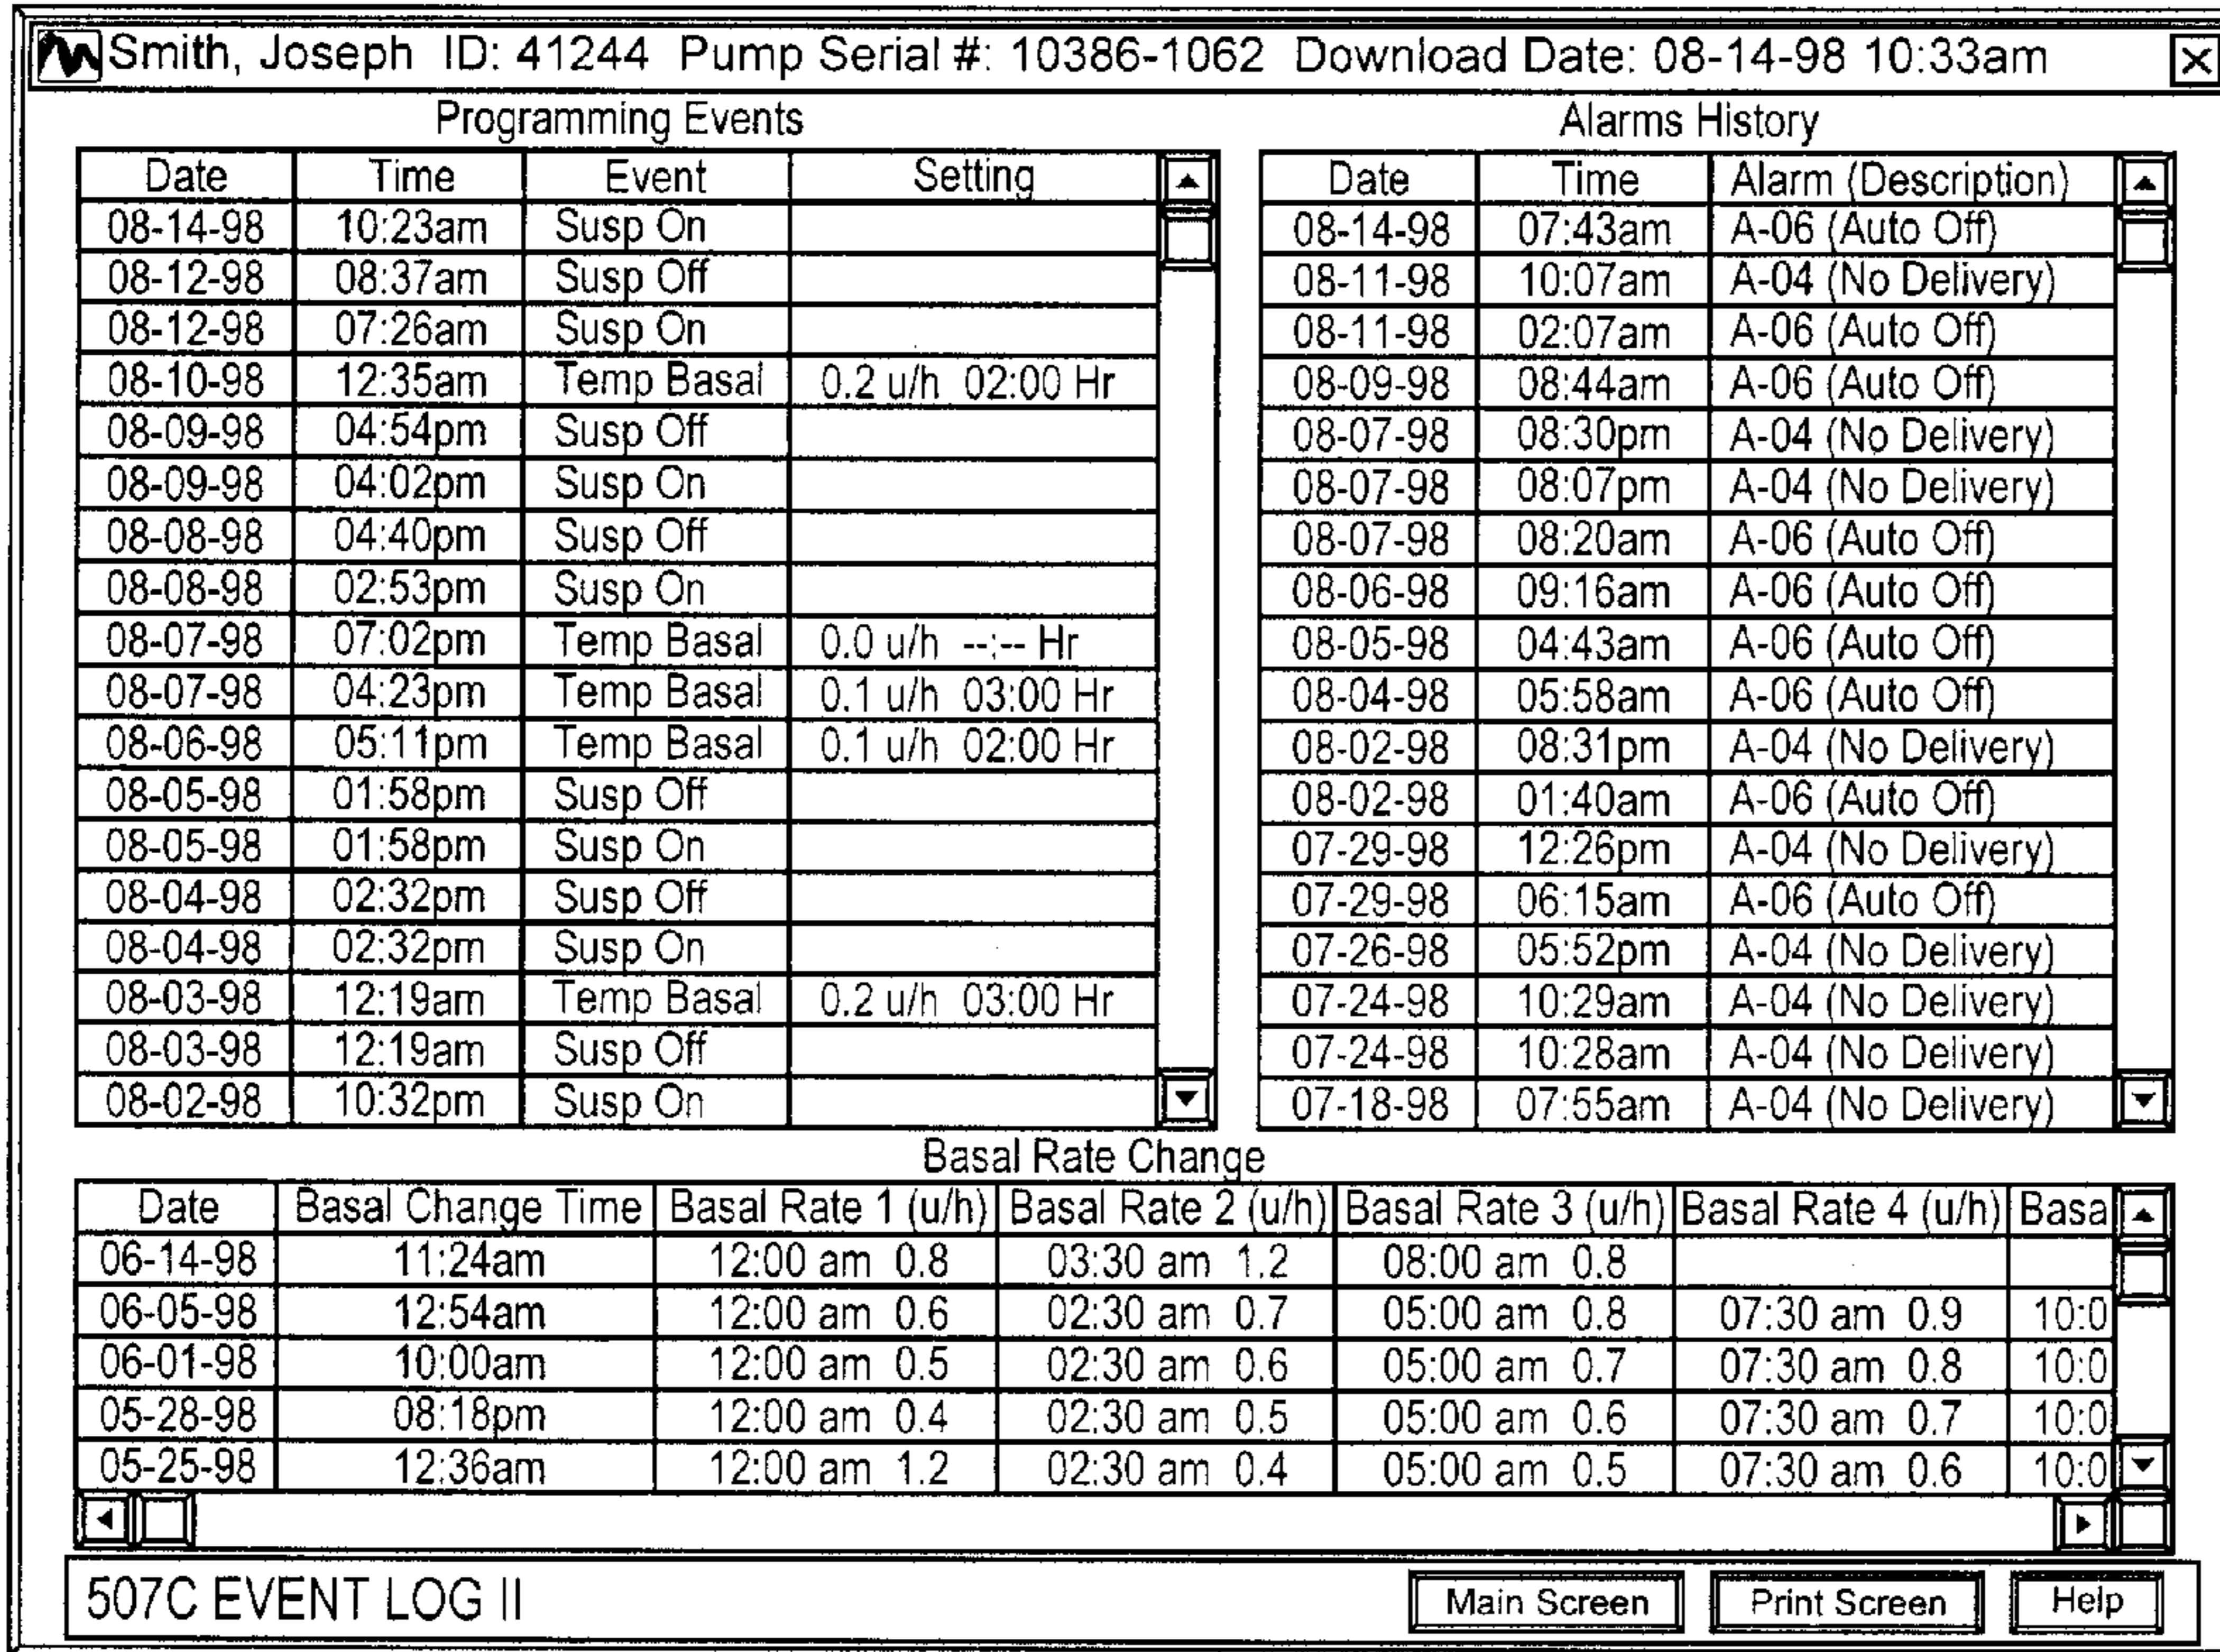 Smith, Joseph ID: 41244 Pump Serial #: 10386-1062 Download Date: 08-14-98 10:33am
Programming Events
Date Time Event Setting
08-14-98 10:23am Susp On
08-12-98 08:37am Susp Off
08-12-98 07:26am Susp On
08-10-98 12:35am Temp Basal 0.2 u/h 02:00 Hr
08-09-98 04:54pm Susp Off
08-09-98 04:02pm Susp On
08-08-98 04:40pm Susp Off
08-08-98 02:53pm Susp On
08-07-98 07:02pm Temp Basal 0.0 u/h --:-- Hr
08-07-98 04:23pm Temp Basal 0.1 u/h 03:00 Hr
08-06-98 05:11pm Temp Basal 0.1 u/h 02:00 Hr
08-05-98 01:58pm Susp Off
08-05-98 01:58pm Susp On
08-04-98 02:32pm Susp Off
08-04-98 02:32pm Susp On
08-03-98 12:19am Temp Basal 0.2 u/h 03:00 Hr
08-03-98 12:19am Susp Off
08-02-98 10:32pm Susp On
Alarms History
Date Time Alarm (Description)
08-14-98 07:43am A-06 (Auto Off)
08-11-98 10:07am A-04 (No Delivery)
08-11-98 02:07am A-06 (Auto Off)
08-09-98 08:44am A-06 (Auto Off)
08-07-98 08:30pm A-04 (No Delivery)
08-07-98 08:07pm A-04 (No Delivery)
08-07-98 08:20am A-06 (Auto Off)
08-06-98 09:16am A-06 (Auto Off)
08-05-98 04:43am A-06 (Auto Off)
08-04-98 05:58am A-06 (Auto Off)
08-02-98 08:31pm A-04 (No Delivery)
08-02-98 01:40am A-06 (Auto Off)
07-29-98 12:26pm A-04 (No Delivery)
07-29-98 06:15am A-06 (Auto Off)
07-26-98 05:52pm A-04 (No Delivery)
07-24-98 10:29am A-04 (No Delivery)
07-24-98 10:28am A-04 (No Delivery)
07-18-98 07:55am A-04 (No Delivery)
Basal Rate Change
Date Basal Change Time Basal Rate 1 (u/h) Basal Rate 2 (u/h) Basal Rate 3 (u/h) Basal Rate 4 (u/h) Basa
06-14-98 11:24am 12:00 am 0.8 03:30 am 1.2 08:00 am 0.8
06-05-98 12:54am 12:00 am 0.6 02:30 am 0.7 05:00 am 0.8 07:30 am 0.9 10:0
06-01-98 10:00am 12:00 am 0.5 02:30 am 0.6 05:00 am 0.7 07:30 am 0.8 10:0
05-28-98 08:18pm 12:00 am 0.4 02:30 am 0.5 05:00 am 0.6 07:30 am 0.7 10:0
05-25-98 12:36am 12:00 am 1.2 02:30 am 0.4 05:00 am 0.5 07:30 am 0.6 10:0
507C EVENT LOG II Main Screen Print Screen Help